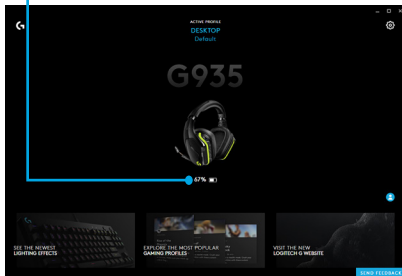 ACTIVE PROFILE
DESKTOP
Default
G935
67%
SEE THE NEWEST
LIGHTING EFFECTS
EXPLORE THE MOST POPULAR
GAMING PROFILES
VISIT THE NEW
LOGITECH G WEBSITE
SEND FEEDBACK